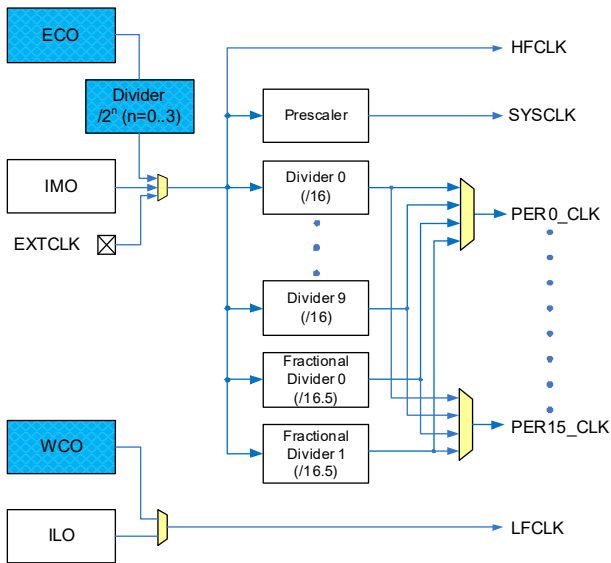 ECO
HFCLK
Divider
/2ⁿ (n=0..3)
Prescaler
SYSCLK
IMO
Divider 0
(/16)
PER0_CLK
EXTCLK
Divider 9
(/16)
Fractional
Divider 0
(/16.5)
WCO
Fractional
Divider 1
(/16.5)
PER15_CLK
ILO
LFCLK